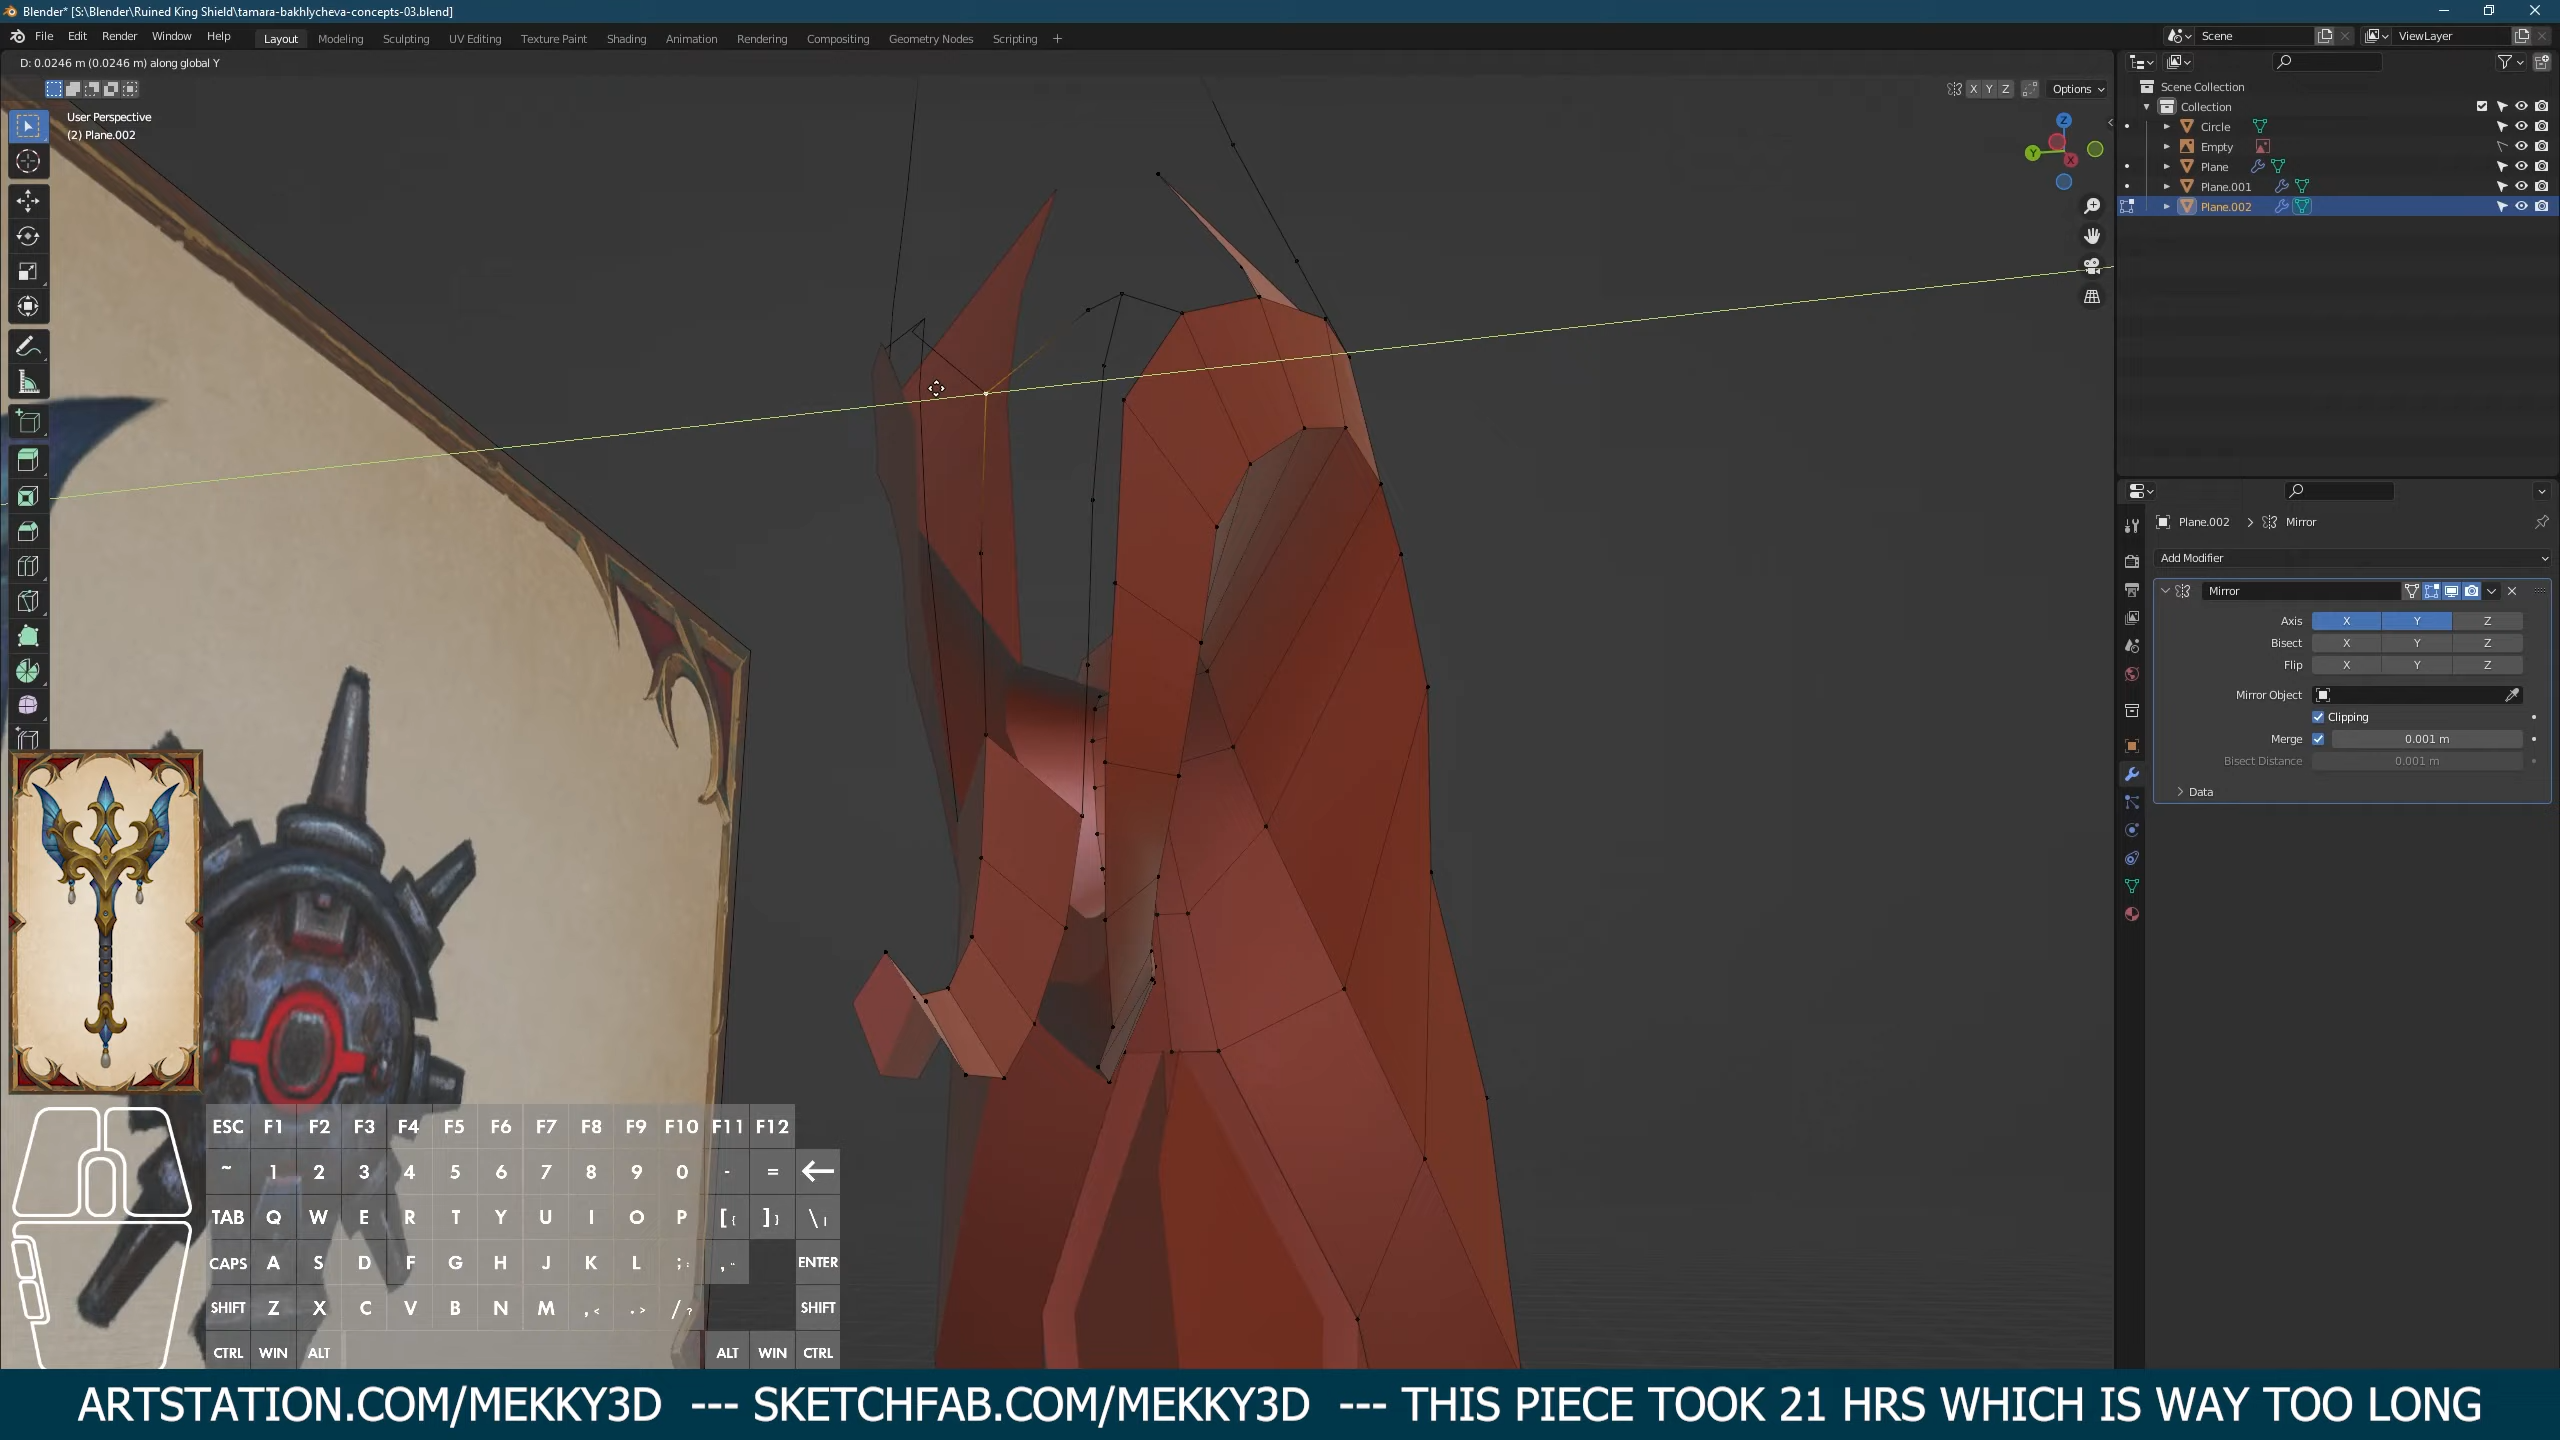 Blender* [S:\Blender\Ruined King Shield\tamara-bakhlycheva-concepts-03.blend]
File Edit Render Window Help Layout Modeling Sculpting UV Editing Texture Paint Shading Animation Rendering Compositing Geometry Nodes Scripting + Scene ViewLayer
D: 0.0246 m (0.0246 m) along global Y
X Y Z Options
User Perspective
(2) Plane.002
Z
Y
X
Scene Collection
Collection
Circle
Empty
Plane
Plane.001
Plane.002
Plane.002 > Mirror
Add Modifier
Mirror
Axis X Y Z
Bisect X Y Z
Flip X Y Z
Mirror Object
Clipping
Merge 0.001 m
Bisect Distance 0.001 m
Data
ESC F1 F2 F3 F4 F5 F6 F7 F8 F9 F10 F11 F12
~ 1 2 3 4 5 6 7 8 9 0 - =
TAB Q W E R T Y U I O P [ { ] } \ |
CAPS A S D F G H J K L ; : , " ENTER
SHIFT Z X C V B N M , < . > / ? SHIFT
CTRL WIN ALT ALT WIN CTRL
ARTSTATION.COM/MEKKY3D --- SKETCHFAB.COM/MEKKY3D --- THIS PIECE TOOK 21 HRS WHICH IS WAY TOO LONG